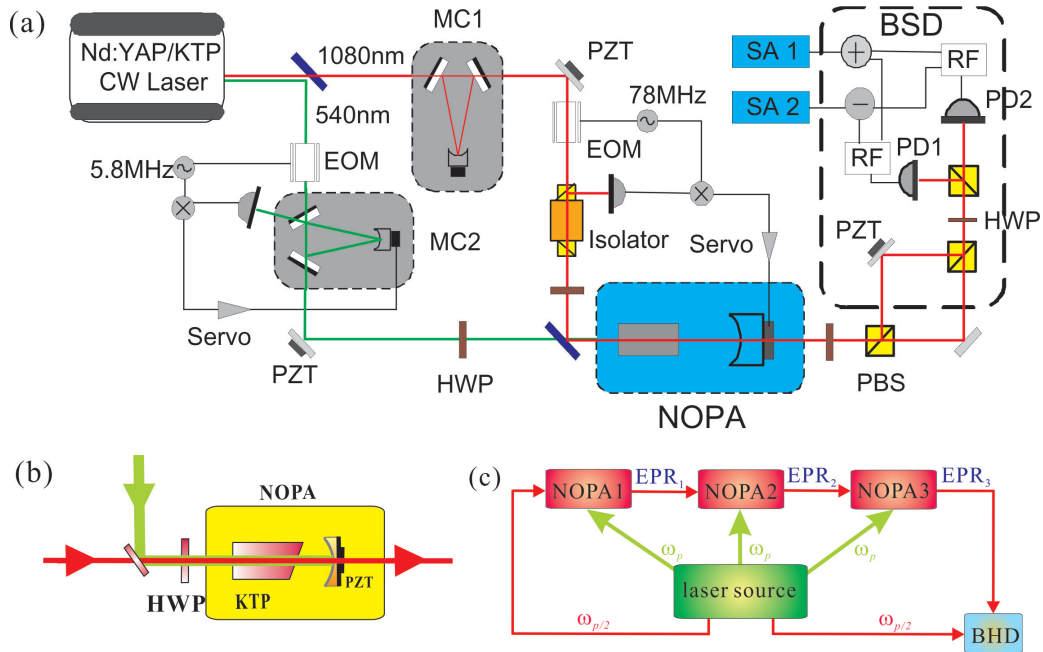 (a)
Nd:YAP/KTP
CW Laser
1080nm
540nm
MC1
PZT
78MHz
EOM
Isolator
Servo
5.8MHz
EOM
MC2
Servo
PZT
HWP
NOPA
PBS
BSD
SA 1
SA 2
+
−
RF
RF
PD2
PD1
HWP
PZT
(b)
NOPA
HWP
KTP
PZT
(c)
NOPA1
EPR₁
NOPA2
EPR₂
NOPA3
EPR₃
ωₚ
ωₚ
ωₚ
laser source
ω_{p/2}
ω_{p/2}
BHD